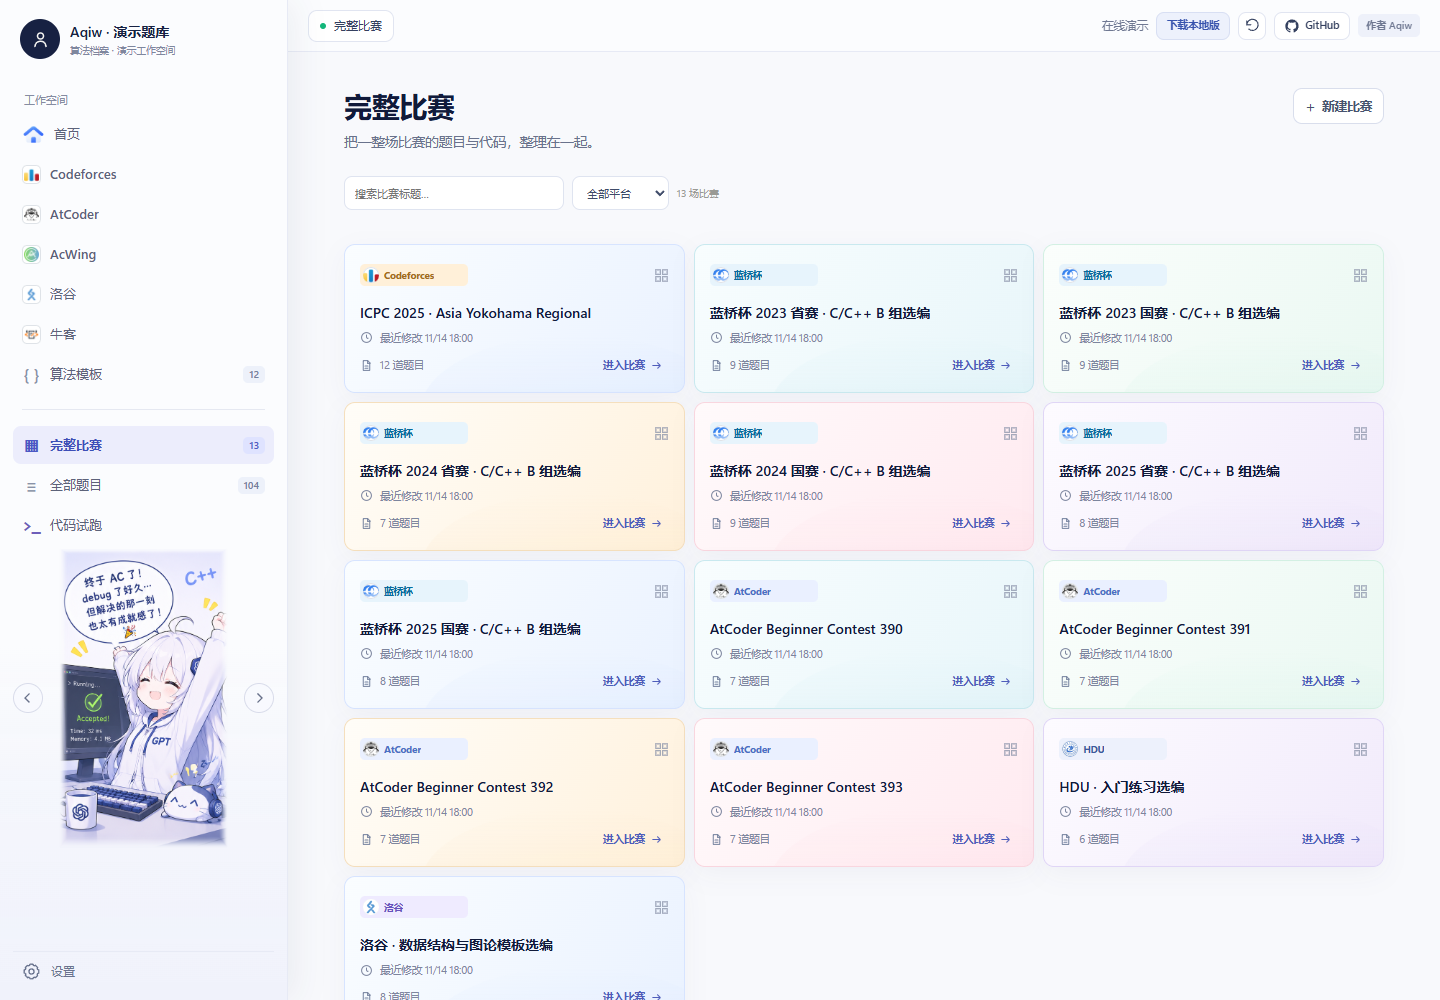 Aqiw · 演示题库
算法档案 · 演示工作空间
工作空间
首页
Codeforces
AtCoder
AcWing
洛谷
牛客
算法模板 12
完整比赛 13
全部题目 104
代码试跑
终于 AC 了!
debug 了好久...
但解决的那一刻
也太有成就感了!
C++
> Running...
Accepted!
Time: 32 ms
Memory: 4.1 MB
GPT
设置
完整比赛
在线演示 下载本地版 GitHub 作者 Aqiw
完整比赛
+ 新建比赛
把一整场比赛的题目与代码，整理在一起。
搜索比赛标题... 全部平台 13 场比赛
Codeforces
ICPC 2025 · Asia Yokohama Regional
最近修改 11/14 18:00
12 道题目 进入比赛 →
蓝桥杯
蓝桥杯 2023 省赛 · C/C++ B 组选编
最近修改 11/14 18:00
9 道题目 进入比赛 →
蓝桥杯
蓝桥杯 2023 国赛 · C/C++ B 组选编
最近修改 11/14 18:00
9 道题目 进入比赛 →
蓝桥杯
蓝桥杯 2024 省赛 · C/C++ B 组选编
最近修改 11/14 18:00
7 道题目 进入比赛 →
蓝桥杯
蓝桥杯 2024 国赛 · C/C++ B 组选编
最近修改 11/14 18:00
9 道题目 进入比赛 →
蓝桥杯
蓝桥杯 2025 省赛 · C/C++ B 组选编
最近修改 11/14 18:00
8 道题目 进入比赛 →
蓝桥杯
蓝桥杯 2025 国赛 · C/C++ B 组选编
最近修改 11/14 18:00
8 道题目 进入比赛 →
AtCoder
AtCoder Beginner Contest 390
最近修改 11/14 18:00
7 道题目 进入比赛 →
AtCoder
AtCoder Beginner Contest 391
最近修改 11/14 18:00
7 道题目 进入比赛 →
AtCoder
AtCoder Beginner Contest 392
最近修改 11/14 18:00
7 道题目 进入比赛 →
AtCoder
AtCoder Beginner Contest 393
最近修改 11/14 18:00
7 道题目 进入比赛 →
HDU
HDU · 入门练习选编
最近修改 11/14 18:00
6 道题目 进入比赛 →
洛谷
洛谷 · 数据结构与图论模板选编
最近修改 11/14 18:00
8 道题目 进入比赛 →